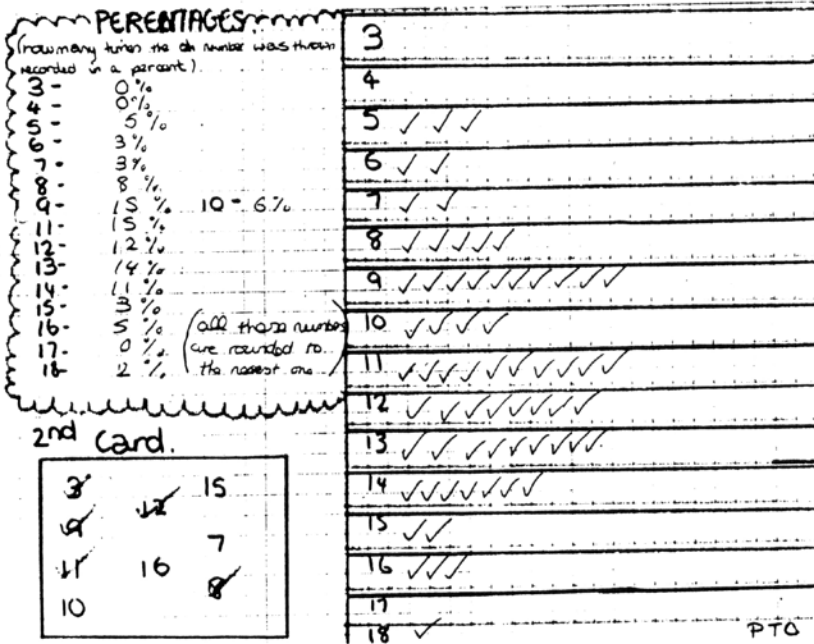 PERENTAGES
(how many times the da number was thrown
recorded in a percent)
3 - 0%
4 - 0%
5 - 5%
6 - 3%
7 - 3%
8 - 8%
9 - 15% 10 - 6%
11 - 15%
12 - 12%
13 - 14%
14 - 11%
15 - 3%
16 - 5%
17 - 0%
18 - 2%
(all these numbers
are rounded to
the nearest one
2nd Card.
3 15
9 12
7
11 16
8
10
3
4
5 ✓ ✓ ✓
6 ✓ ✓
7 ✓ ✓
8 ✓ ✓ ✓ ✓ ✓
9 ✓ ✓ ✓ ✓ ✓ ✓ ✓ ✓ ✓ ✓
10 ✓ ✓ ✓ ✓
11 ✓ ✓ ✓ ✓ ✓ ✓ ✓ ✓ ✓ ✓
12 ✓ ✓ ✓ ✓ ✓ ✓ ✓ ✓
13 ✓ ✓ ✓ ✓ ✓ ✓ ✓ ✓ ✓
14 ✓ ✓ ✓ ✓ ✓ ✓ ✓
15 ✓ ✓
16 ✓ ✓ ✓
17
18 ✓
PTO